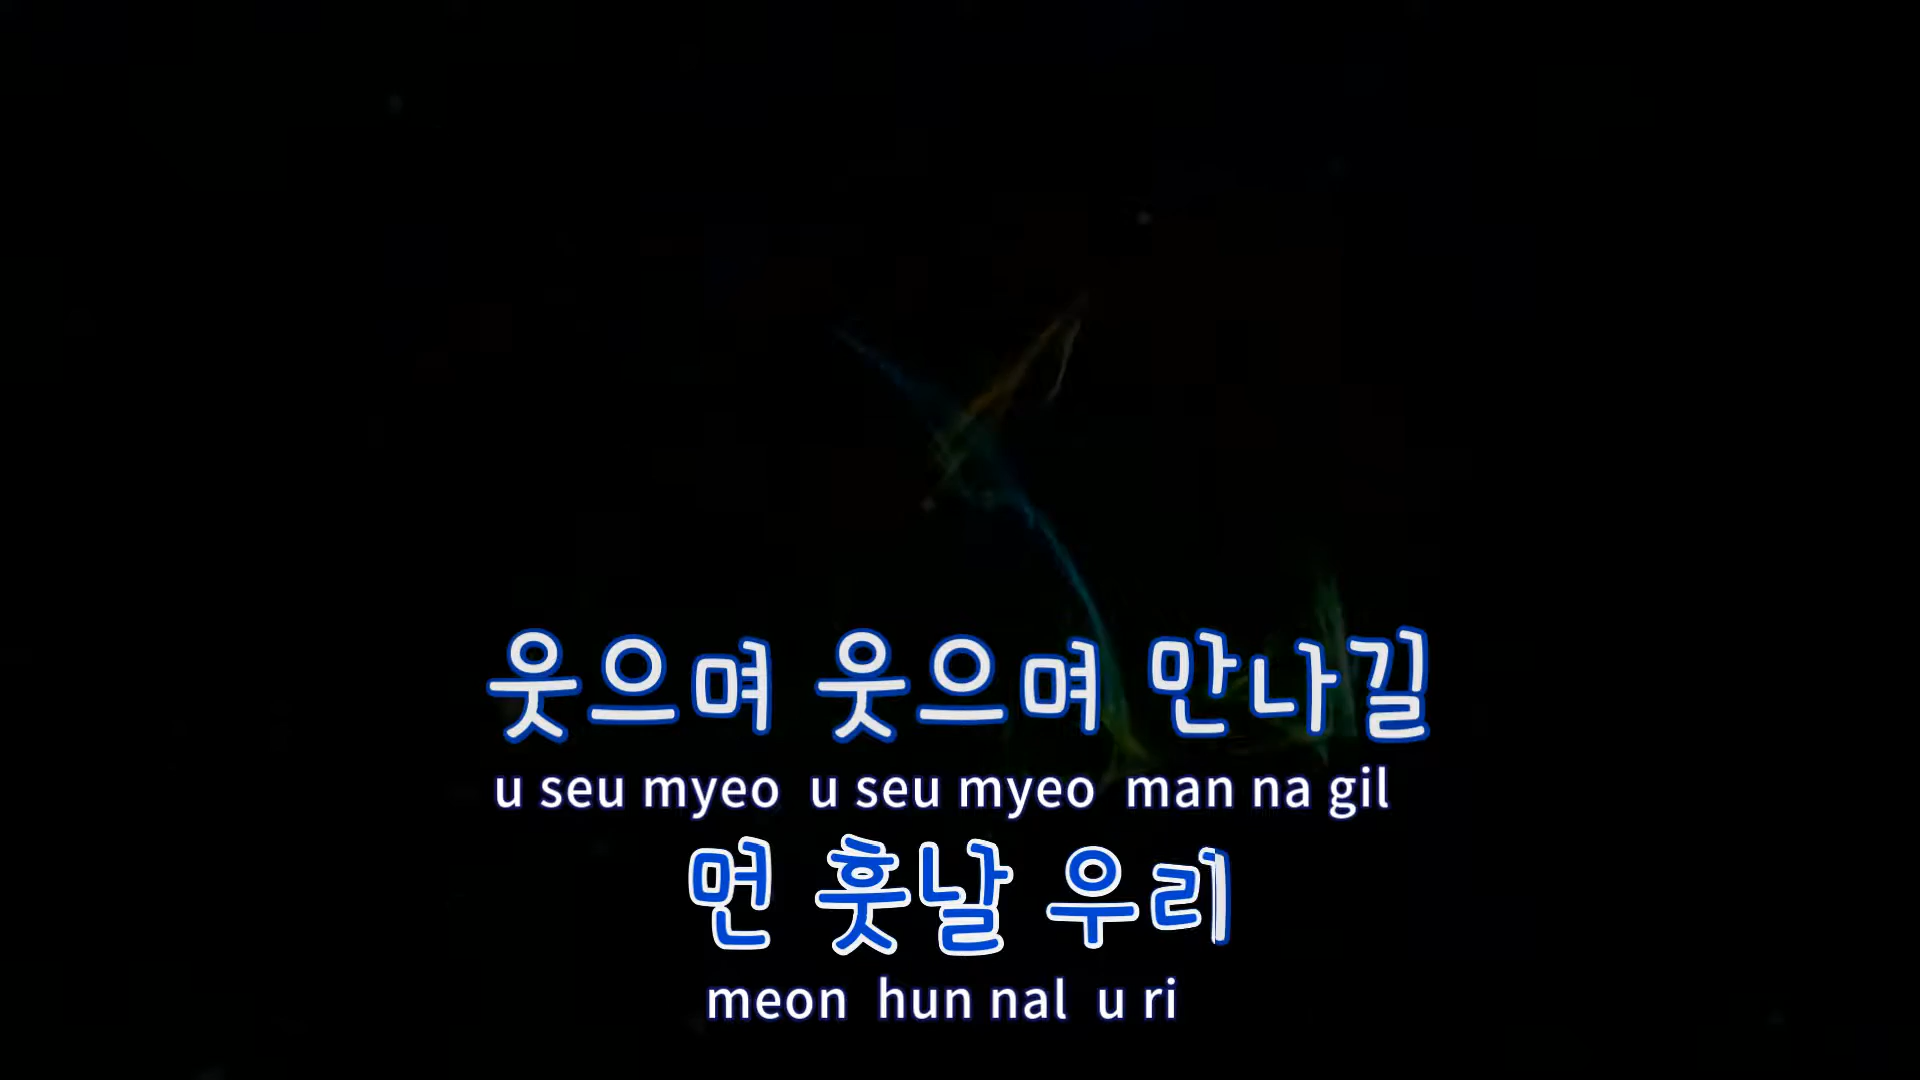 웃으며 웃으며 만나길
u seu myeo u seu myeo man na gil
먼 훗날 우리
meon hun nal u ri